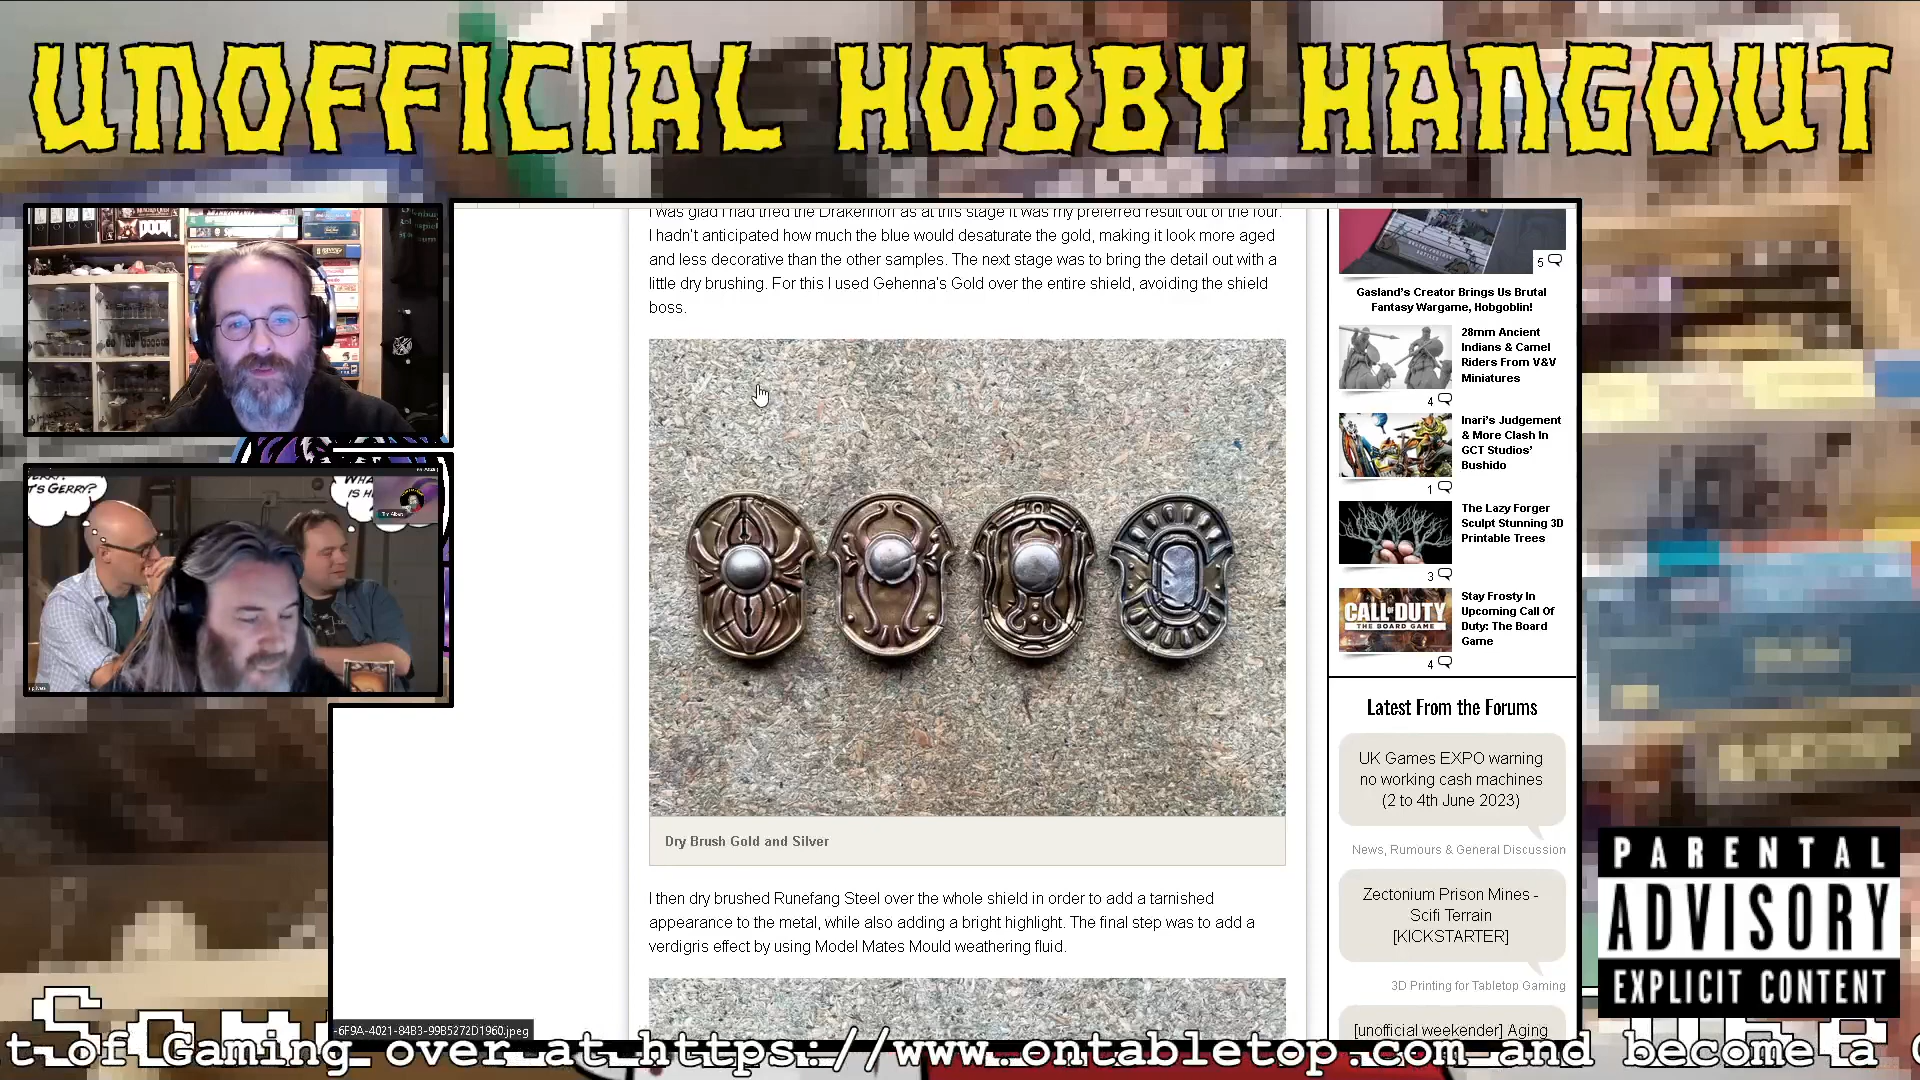 UNOFFICIAL HOBBY HANGOUT
I was glad I had tried the Drakenhof as at this stage it was my preferred result out of the four.
I hadn't anticipated how much the blue would desaturate the gold, making it look more aged
and less decorative than the other samples. The next stage was to bring the detail out with a
little dry brushing. For this I used Gehenna's Gold over the entire shield, avoiding the shield
boss.
Dry Brush Gold and Silver
I then dry brushed Runefang Steel over the whole shield in order to add a tarnished
appearance to the metal, while also adding a bright highlight. The final step was to add a
verdigris effect by using Model Mates Mould weathering fluid.
5
Gasland's Creator Brings Us Brutal
Fantasy Wargame, Hobgoblin!
28mm Ancient
Indians & Camel
Riders From V&V
Miniatures
4
Inari's Judgement
& More Clash In
GCT Studios'
Bushido
1
The Lazy Forger
Sculpt Stunning 3D
Printable Trees
3
CALL OF DUTY
THE BOARD GAME
Stay Frosty In
Upcoming Call Of
Duty: The Board
Game
4
Latest From the Forums
UK Games EXPO warning
no working cash machines
(2 to 4th June 2023)
News, Rumours & General Discussion
Zectonium Prison Mines -
Scifi Terrain
[KICKSTARTER]
3D Printing for Tabletop Gaming
[unofficial weekender] Aging
DOOM
'S GERRY?
WHA
IS H
PARENTAL
ADVISORY
EXPLICIT CONTENT
-6F9A-4021-84B3-99B5272D1960.jpeg
t of Gaming over at https://www.ontabletop.com and become a